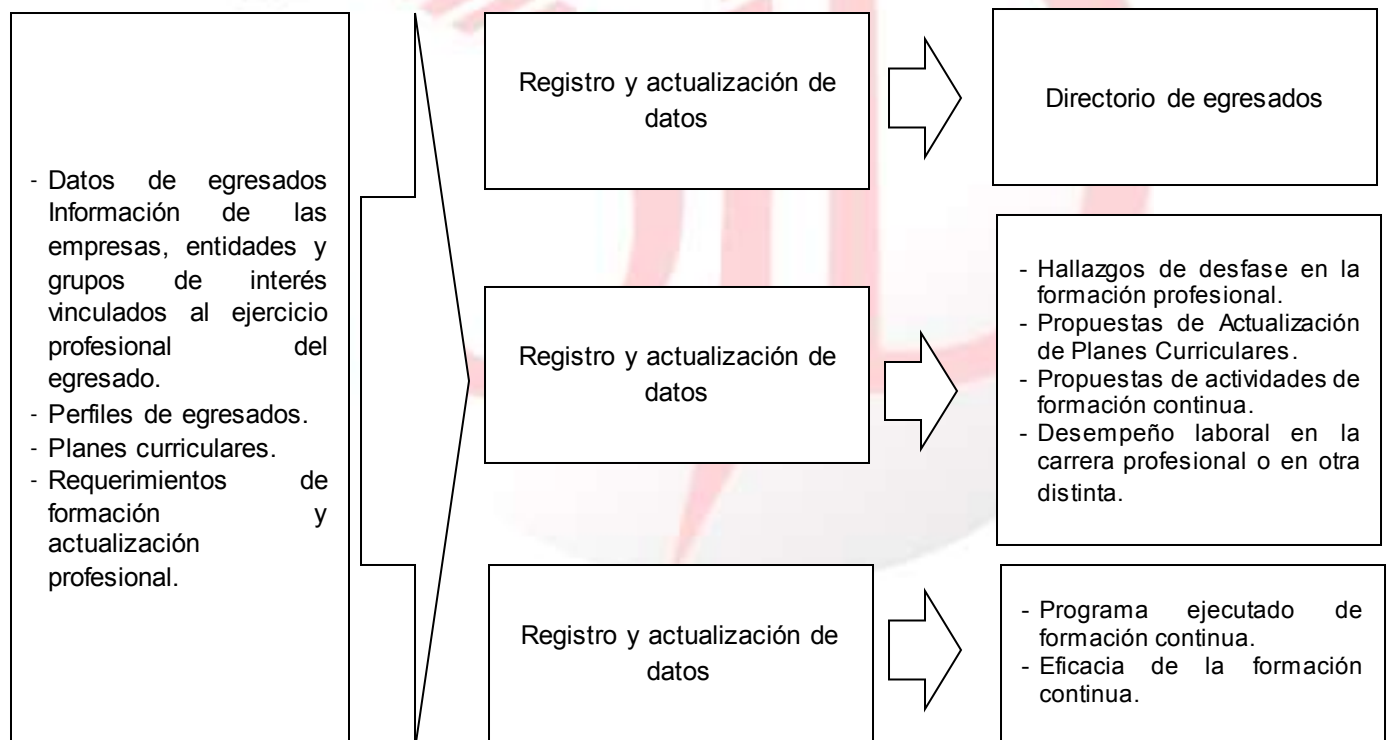 - Datos de egresados
Información de las
empresas, entidades y
grupos de interés
vinculados al ejercicio
profesional del
egresado.
- Perfiles de egresados.
- Planes curriculares.
- Requerimientos de
formación y
actualización
profesional.
Registro y actualización de
datos
Directorio de egresados
Registro y actualización de
datos
- Hallazgos de desfase en la
formación profesional.
- Propuestas de Actualización
de Planes Curriculares.
- Propuestas de actividades de
formación continua.
- Desempeño laboral en la
carrera profesional o en otra
distinta.
Registro y actualización de
datos
- Programa ejecutado de
formación continua.
- Eficacia de la formación
continua.